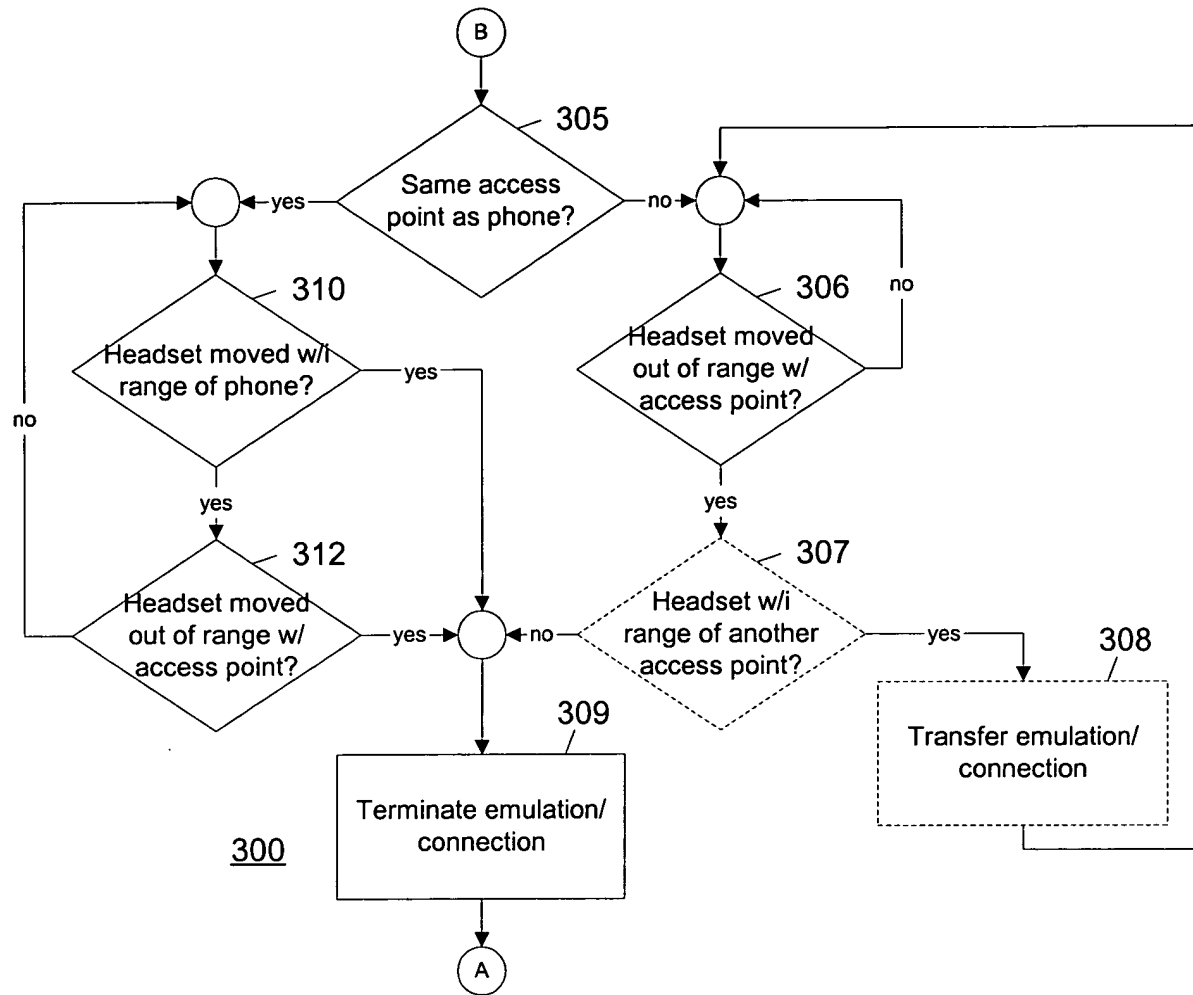 B
305
Same access
point as phone?
yes
no
310
Headset moved w/i
range of phone?
yes
306
Headset moved
out of range w/
access point?
no
no
yes
yes
312
Headset moved
out of range w/
access point?
yes
307
Headset w/i
range of another
access point?
no
yes
308
Transfer emulation/
connection
309
Terminate emulation/
connection
300
A